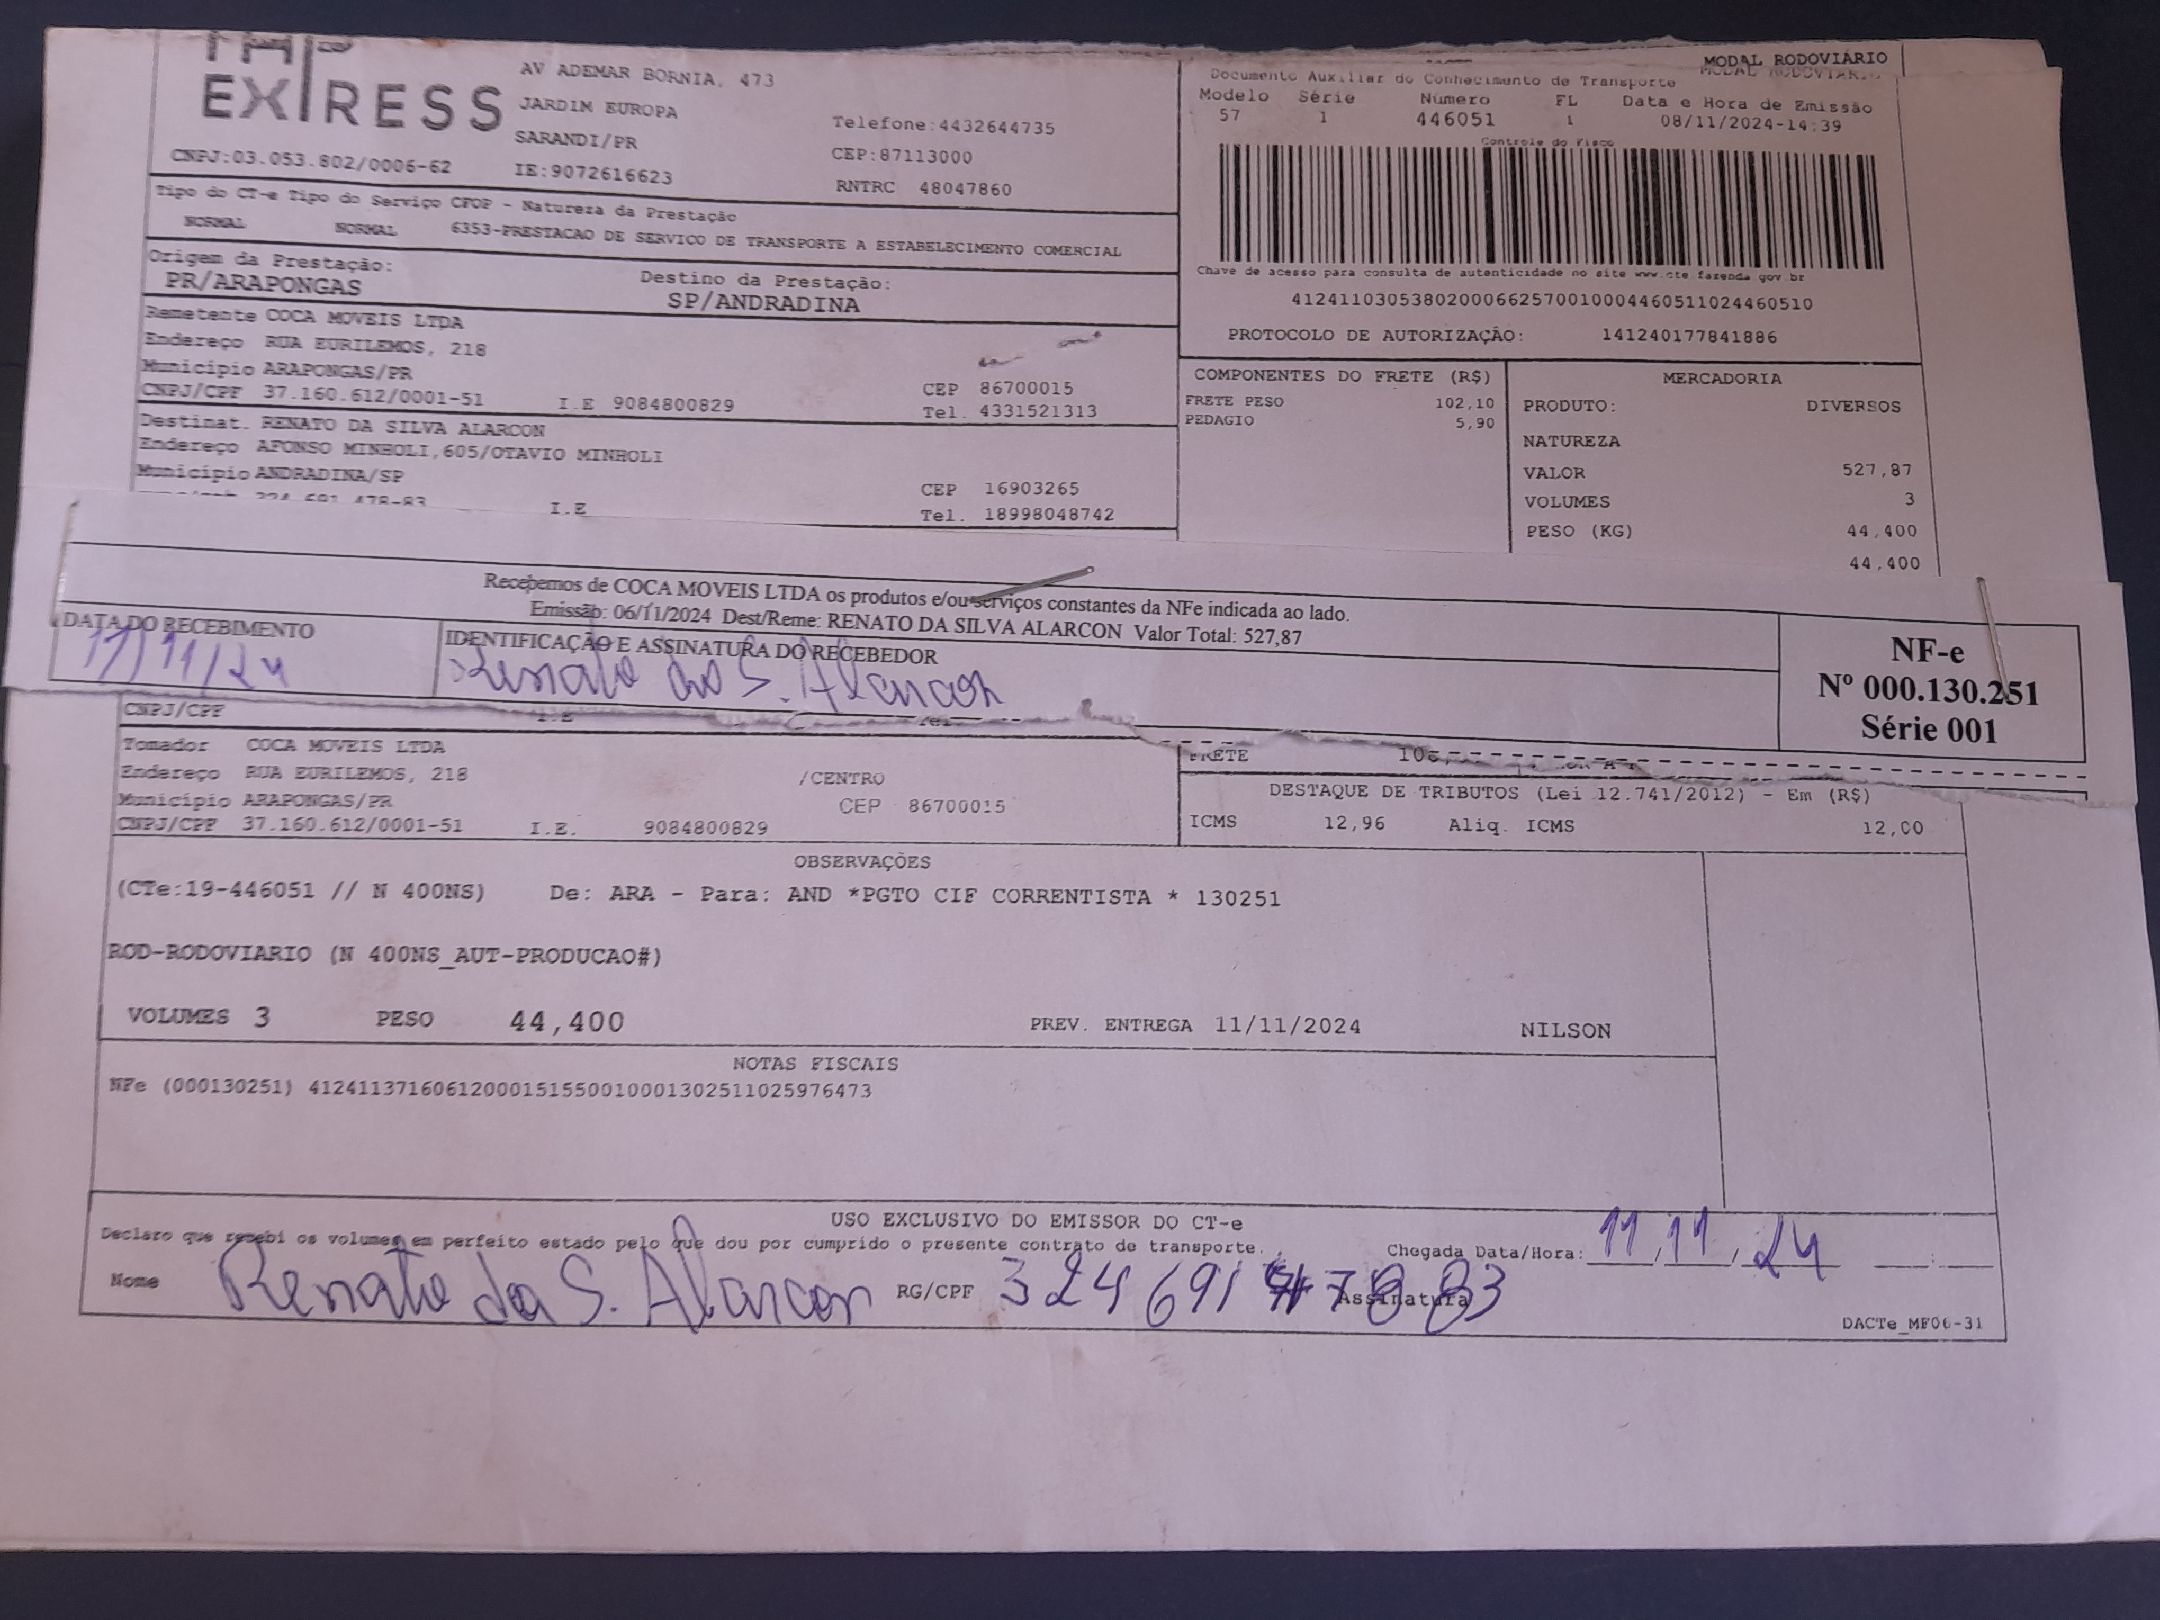 EXPRESS
AV ADEMAR BORNIA, 473
JARDIM EUROPA
SARANDI/PR
Telefone:4432644735
CEP:87113000
CNPJ:03.053.802/0006-62
IE:9072616623
RNTRC 48047860
Tipo do CT-e Tipo do Serviço CFOP - Natureza da Prestação
NORMAL NORMAL 6353-PRESTACAO DE SERVICO DE TRANSPORTE A ESTABELECIMENTO COMERCIAL
Origem da Prestação: Destino da Prestação:
PR/ARAPONGAS SP/ANDRADINA
Remetente COCA MOVEIS LTDA
Endereço RUA EURILEMOS, 218
Município ARAPONGAS/PR CEP 86700015
CNPJ/CPF 37.160.612/0001-51 I.E 9084800829 Tel. 4331521313
Destinat. RENATO DA SILVA ALARCON
Endereço AFONSO MINHOLI,605/OTAVIO MINHOLI
Município ANDRADINA/SP CEP 16903265
I.E Tel. 18998048742
MODAL RODOVIÁRIO
Documento Auxiliar do Conhecimento de Transporte
Modelo Série Número FL Data e Hora de Emissão
57 1 446051 1 08/11/2024-14:39
Controle do Fisco
Chave de acesso para consulta de autenticidade no site www.cte.fazenda.gov.br
41241103053802000662570010004460511024460510
PROTOCOLO DE AUTORIZAÇÃO: 141240177841886
COMPONENTES DO FRETE (R$)
FRETE PESO 102,10
PEDAGIO 5,90
MERCADORIA
PRODUTO: DIVERSOS
NATUREZA
VALOR 527,87
VOLUMES 3
PESO (KG) 44,400
44,400
Recebemos de COCA MOVEIS LTDA os produtos e/ou serviços constantes da NFe indicada ao lado.
Emissão: 06/11/2024 Dest/Reme: RENATO DA SILVA ALARCON Valor Total: 527,87
DATA DO RECEBIMENTO IDENTIFICAÇÃO E ASSINATURA DO RECEBEDOR
11/11/24 Renato da S. Alarcon
NF-e
Nº 000.130.251
Série 001
CNPJ/CPF I.E
Tomador COCA MOVEIS LTDA
Endereço RUA EURILEMOS, 218 /CENTRO
Município ARAPONGAS/PR CEP 86700015
CNPJ/CPF 37.160.612/0001-51 I.E. 9084800829
FRETE
DESTAQUE DE TRIBUTOS (Lei 12.741/2012) - Em (R$)
ICMS 12,96 Aliq. ICMS 12,00
OBSERVAÇÕES
(CTe:19-446051 // N 400NS) De: ARA - Para: AND *PGTO CIF CORRENTISTA * 130251
ROD-RODOVIARIO (N 400NS_AUT-PRODUCAO#)
VOLUMES 3 PESO 44,400 PREV. ENTREGA 11/11/2024 NILSON
NOTAS FISCAIS
NFe (000130251) 41241137160612000151550010001302511025976473
USO EXCLUSIVO DO EMISSOR DO CT-e
Declaro que recebi os volumes em perfeito estado pelo que dou por cumprido o presente contrato de transporte. Chegada Data/Hora: 11/11/24
Nome Renato da S. Alarcon RG/CPF 324 691 478 83 Assinatura
DACTe_MF06-31